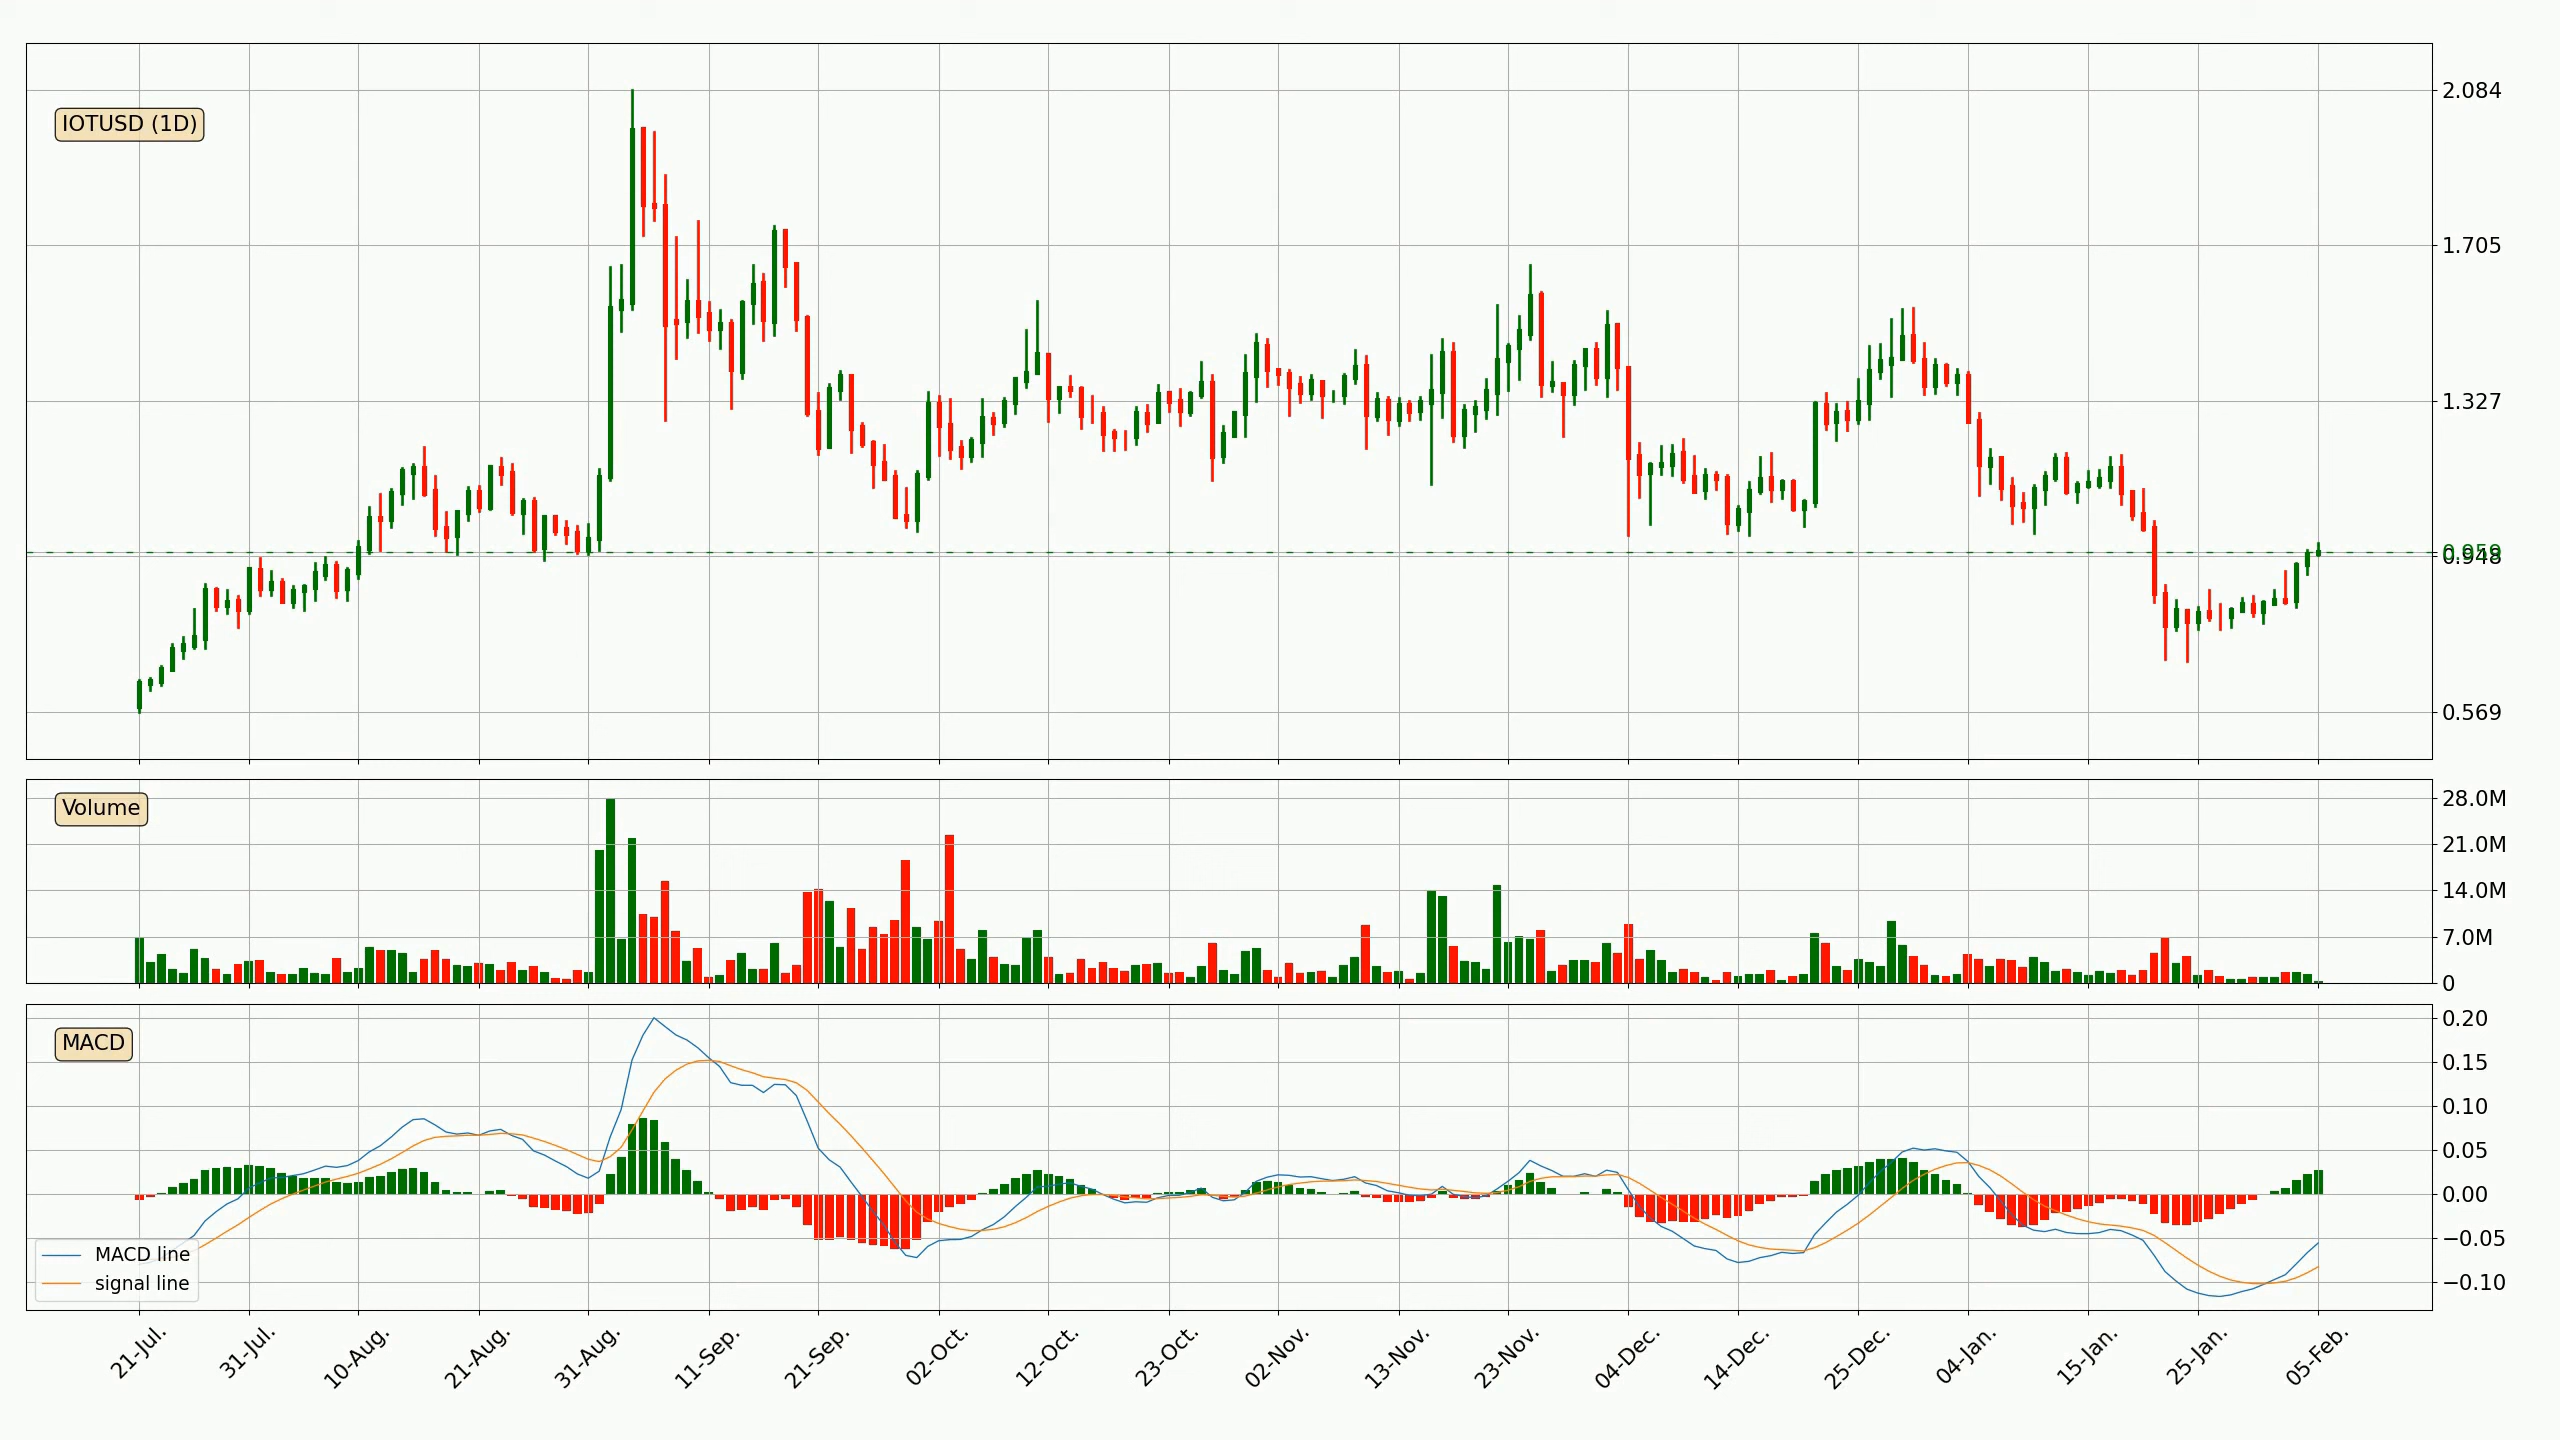 IOTUSD (1D)
2.084
1.705
1.327
0.959
0.948
0.569
Volume
28.0M
21.0M
14.0M
7.0M
0
MACD
0.20
0.15
0.10
0.05
0.00
−0.05
−0.10
MACD line
signal line
21-Jul.
31-Jul.
10-Aug.
21-Aug.
31-Aug.
11-Sep.
21-Sep.
02-Oct.
12-Oct.
23-Oct.
02-Nov.
13-Nov.
23-Nov.
04-Dec.
14-Dec.
25-Dec.
04-Jan.
15-Jan.
25-Jan.
05-Feb.